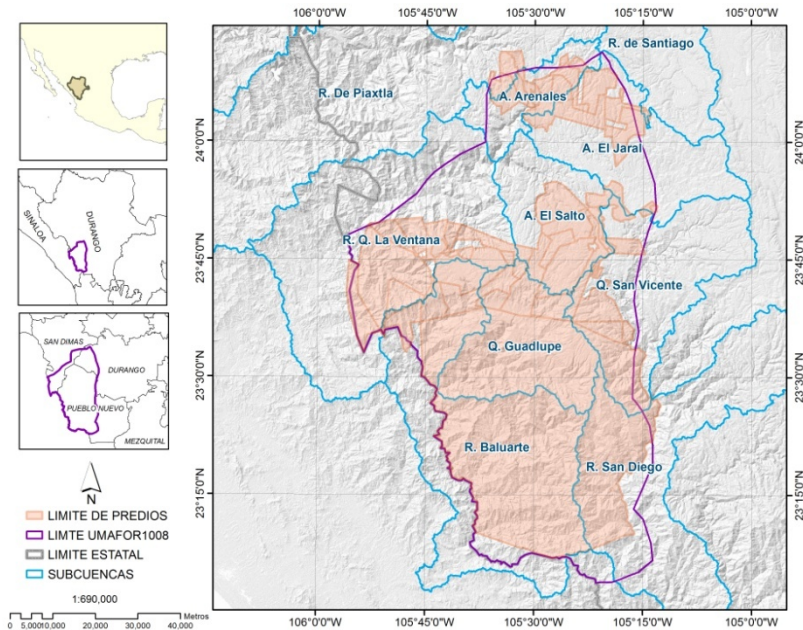 SINALOA
DURANGO
SAN DIMAS
DURANGO
PUEBLO NUEVO
MEZQUITAL
N
LIMITE DE PREDIOS
LIMTE UMAFOR1008
LIMITE ESTATAL
SUBCUENCAS
1:690,000
Metros
0 5,00010,000 20,000 30,000 40,000
106°0'0"W 105°45'0"W 105°30'0"W 105°15'0"W 105°0'0"W
R. de Santiago
R. De Piaxtla
A. Arenales
A. El Jaral
A. El Salto
R. Q. La Ventana
Q. San Vicente
Q. Guadlupe
R. Baluarte
R. San Diego
24°0'0"N
23°45'0"N
23°30'0"N
23°15'0"N
24°0'0"N
23°45'0"N
23°30'0"N
23°15'0"N
106°0'0"W 105°45'0"W 105°30'0"W 105°15'0"W 105°0'0"W